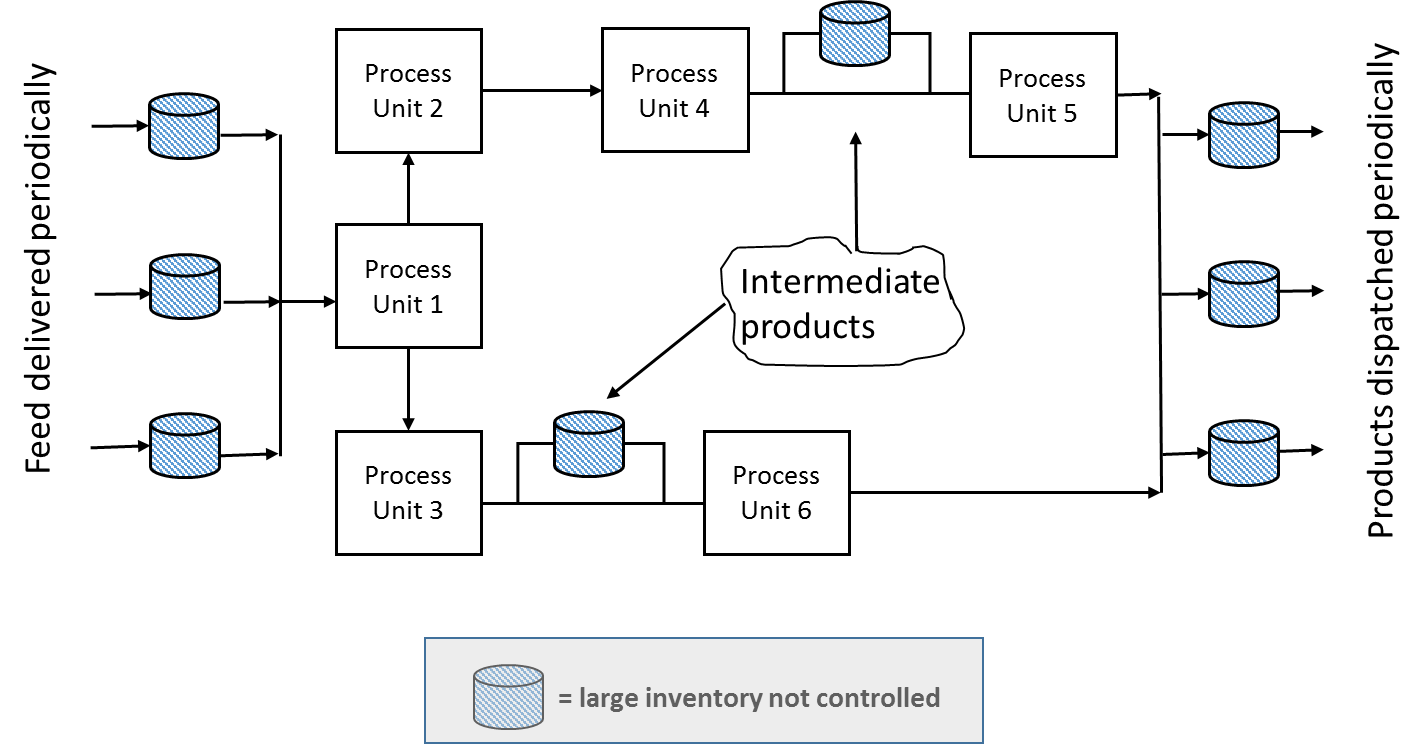 Feed delivered periodically
Process
Unit 2
Process
Unit 4
Process
Unit 5
Process
Unit 1
Intermediate
products
Process
Unit 3
Process
Unit 6
Products dispatched periodically
= large inventory not controlled